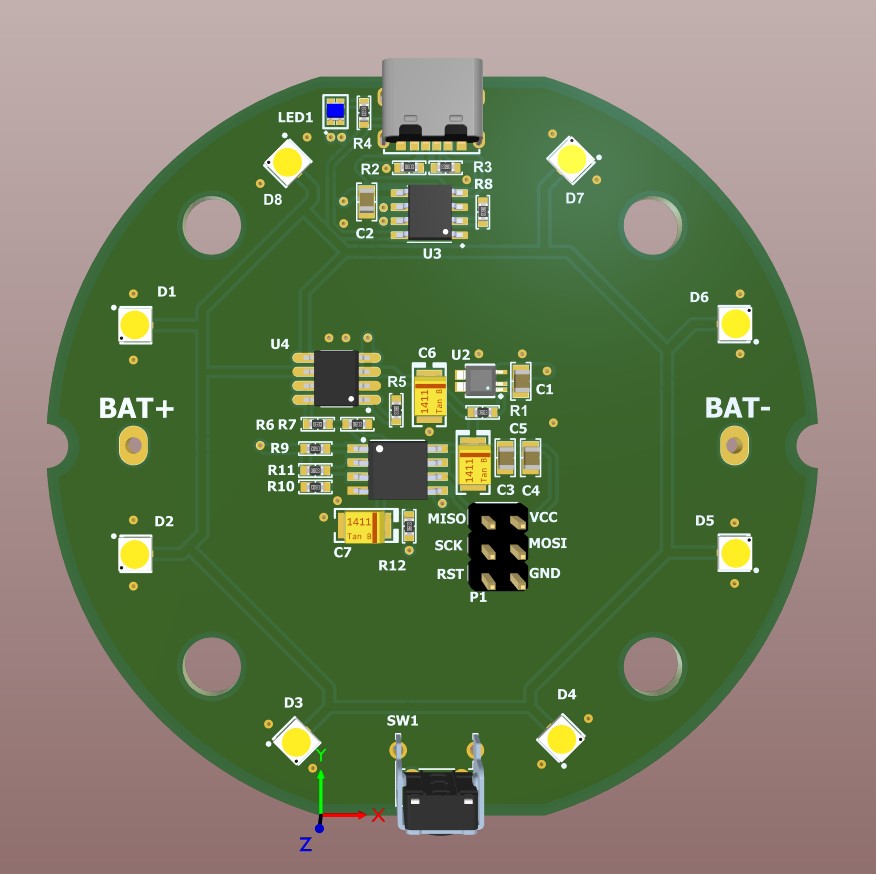 LED1
R4
R2
R3
R8
D8
D7
C2
U3
D1
D6
U4
C6
U2
R5
C1
1411
Tan B
R1
BAT+
BAT-
R6 R7
C5
R9
R11
1411
Tan B
R10
C3 C4
MISO
VCC
1411
Tan B
D2
D5
SCK
MOSI
C7
R12
RST
GND
P1
D3
D4
SW1
Y
X
Z